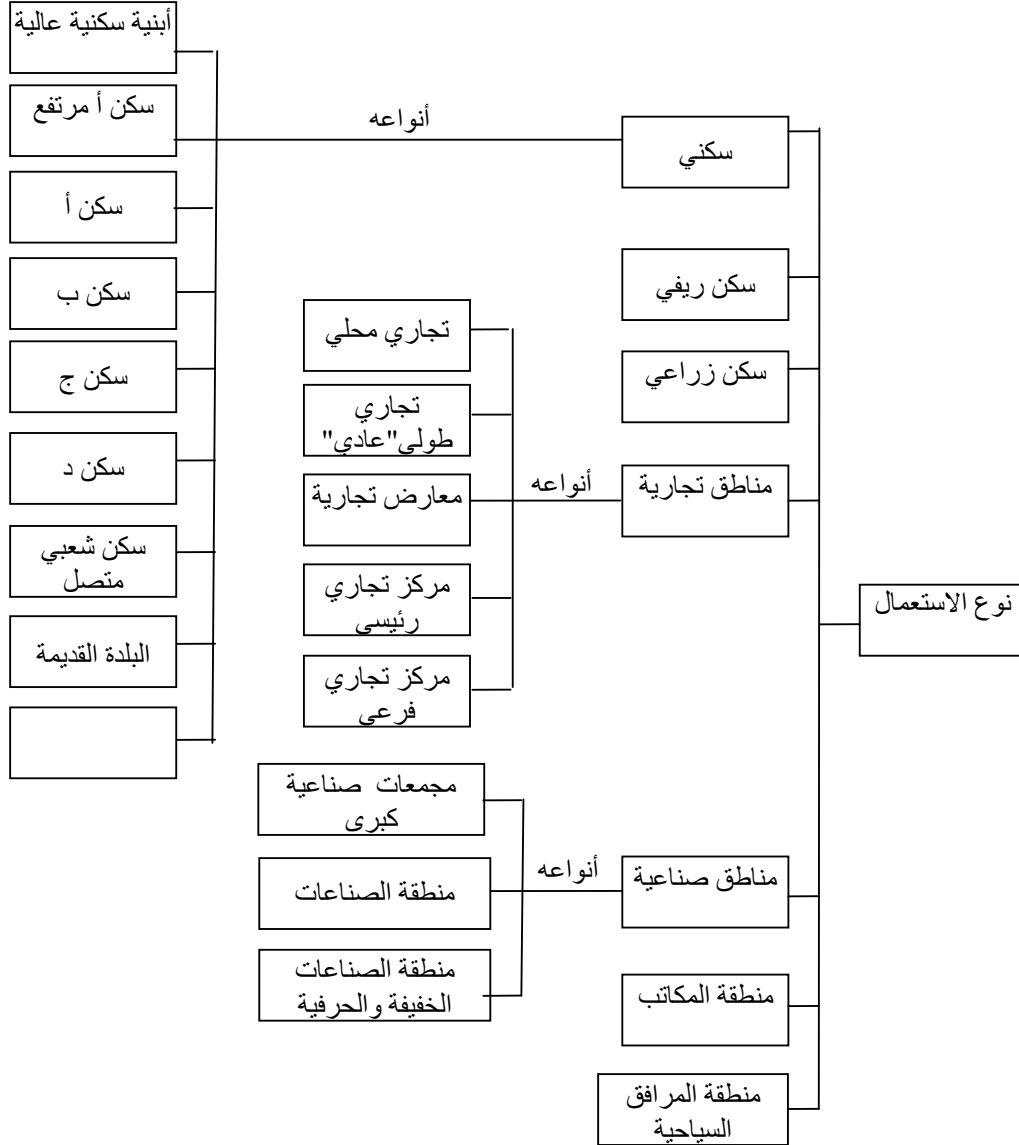 نوع الاستعمال
سكني
أنواعه
أبنية سكنية عالية
سكن أ مرتفع
سكن أ
سكن ب
سكن ج
سكن د
سكن شعبي
متصل
البلدة القديمة
سكن ريفي
سكن زراعي
مناطق تجارية
أنواعه
تجاري محلي
تجاري
طولي"عادي"
معارض تجارية
مركز تجاري
رئيسي
مركز تجاري
فرعي
مناطق صناعية
أنواعه
مجمعات صناعية
كبرى
منطقة الصناعات
منطقة الصناعات
الخفيفة والحرفية
منطقة المكاتب
منطقة المرافق
السياحية